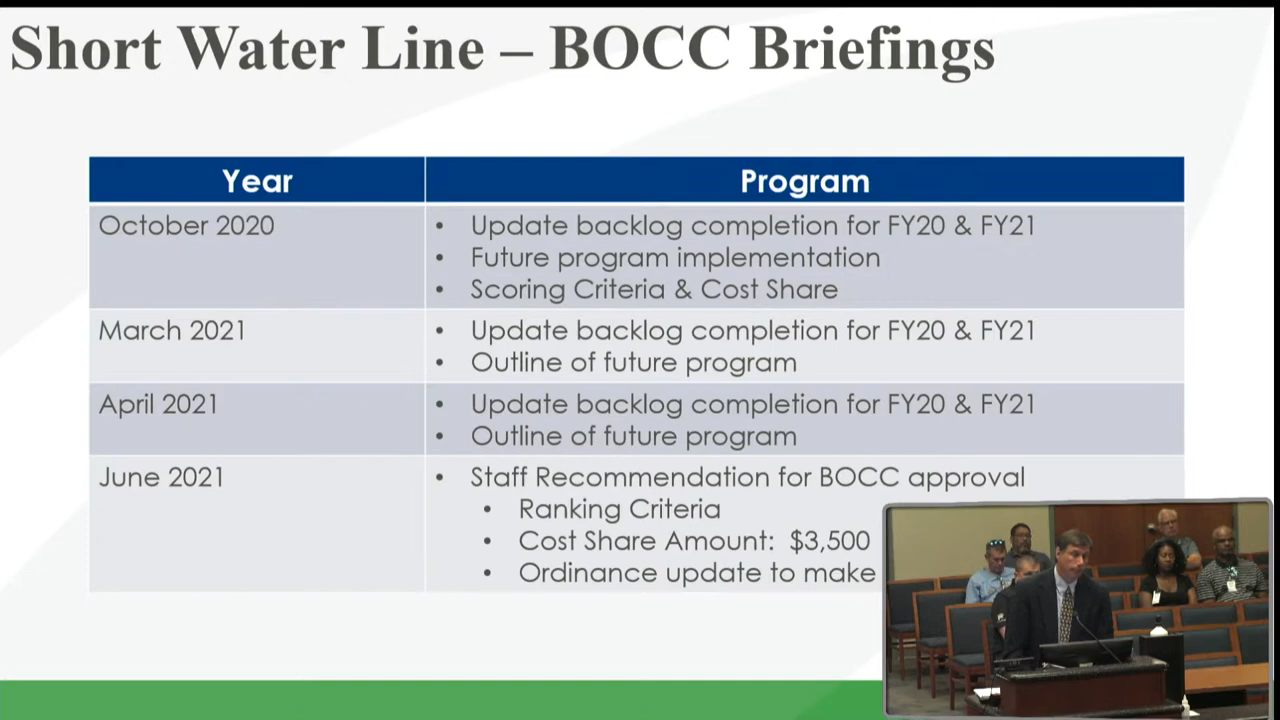 Short Water Line – BOCC Briefings
Year
Program
October 2020
• Update backlog completion for FY20 & FY21
• Future program implementation
• Scoring Criteria & Cost Share
March 2021
• Update backlog completion for FY20 & FY21
• Outline of future program
April 2021
• Update backlog completion for FY20 & FY21
• Outline of future program
June 2021
• Staff Recommendation for BOCC approval
• Ranking Criteria
• Cost Share Amount: $3,500
• Ordinance update to make